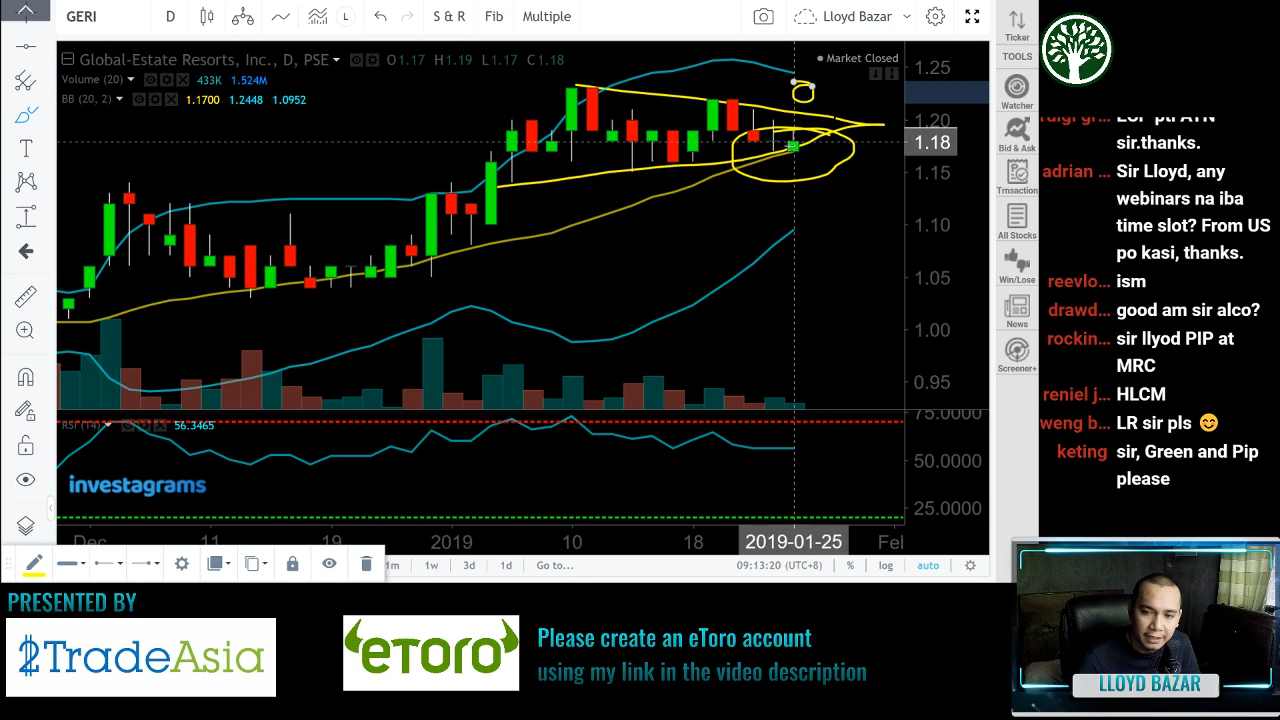 GERI
D
L
S & R
Fib
Multiple
Lloyd Bazar
Global-Estate Resorts, Inc., D, PSE
O1.17 H1.19 L1.17 C1.18
Market Closed
Volume (20)
433K 1.524M
BB (20, 2)
1.1700 1.2448 1.0952
1.25
1.20
1.18
1.15
1.10
1.05
1.00
0.95
RSI (14)
56.3465
75.0000
50.0000
25.0000
investagrams
Dec 11 19 2019 10 18 2019-01-25 Fel
1m 1w 3d 1d Go to...
09:13:20 (UTC+8) % log auto
Ticker
TOOLS
Watcher
Bid & Ask
Trnsaction
All Stocks
Win/Lose
News
Screener+
sir.thanks.
adrian ... Sir Lloyd, any
webinars na iba
time slot? From US
po kasi, thanks.
reevlo... ism
drawd... good am sir alco?
rockin... sir llyod PIP at
MRC
reniel j... HLCM
weng b... LR sir pls 😊
keting sir, Green and Pip
please
PRESENTED BY
2TradeAsia
eToro
Please create an eToro account
using my link in the video description
LLOYD BAZAR